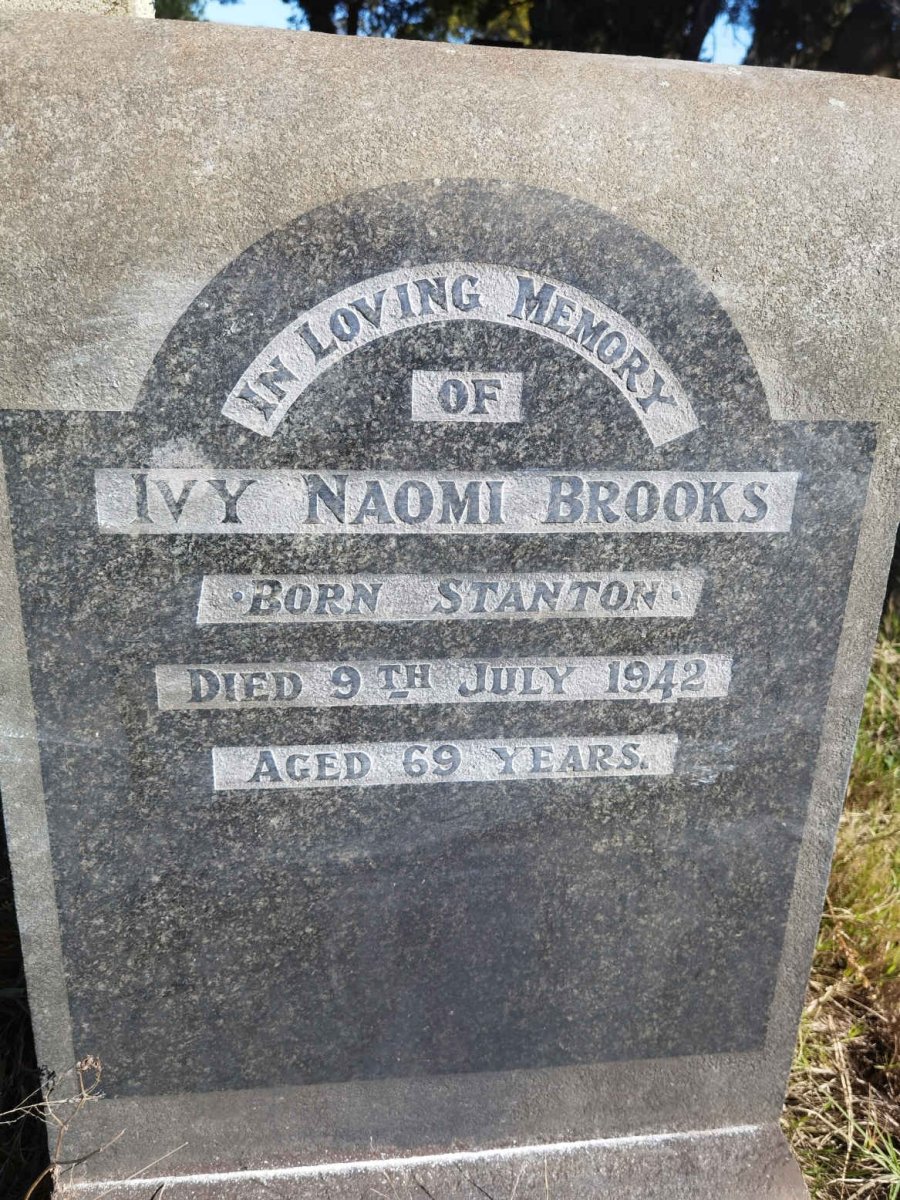 IN LOVING MEMORY
OF
IVY NAOMI BROOKS
·BORN STANTON·
DIED 9TH JULY 1942
AGED 69 YEARS.